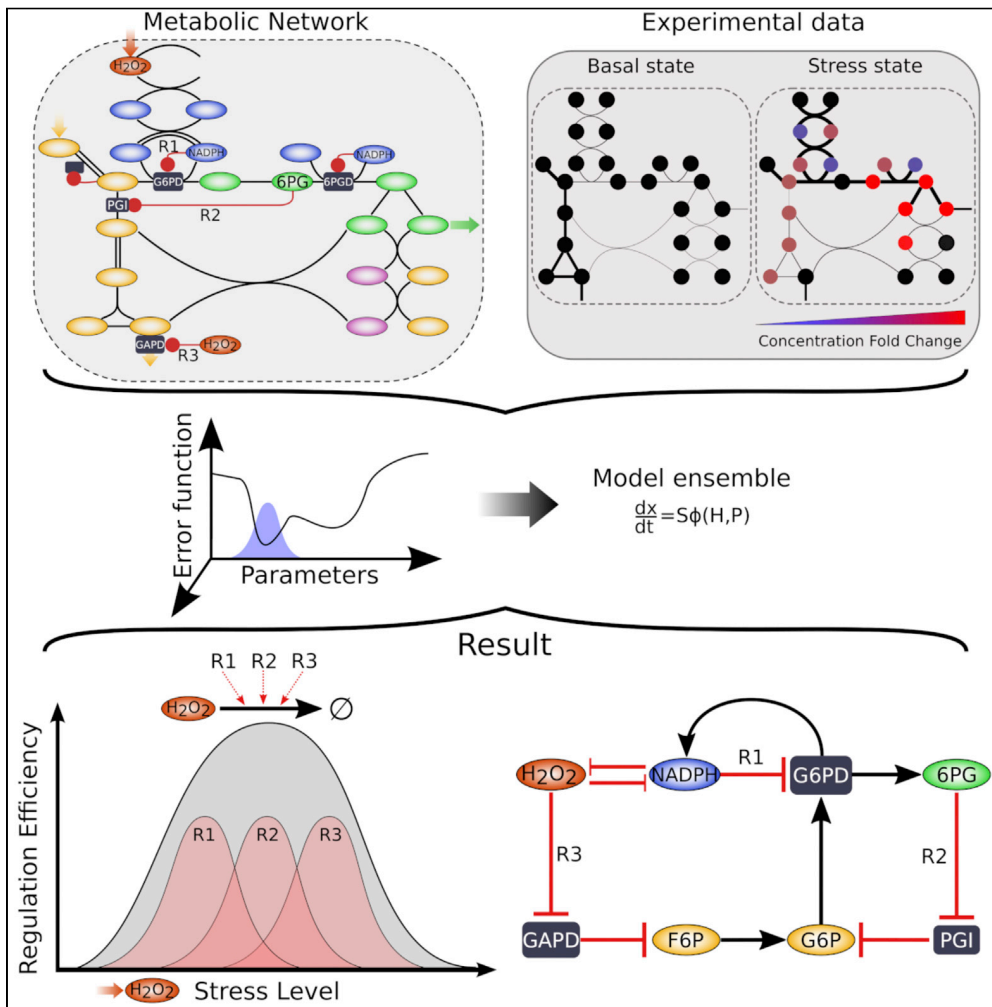 Metabolic Network
H₂O₂
R1
NADPH
G6PD
6PG
6PGD
NADPH
PGI
R2
GAPD
R3
H₂O₂
Experimental data
Basal state
Stress state
Concentration Fold Change
Error function
Parameters
Model ensemble
dx/dt=Sϕ(H,P)
Result
R1
R2
R3
H₂O₂
∅
Regulation Efficiency
R1
R2
R3
H₂O₂
Stress Level
H₂O₂
NADPH
R1
G6PD
6PG
R3
R2
GAPD
F6P
G6P
PGI